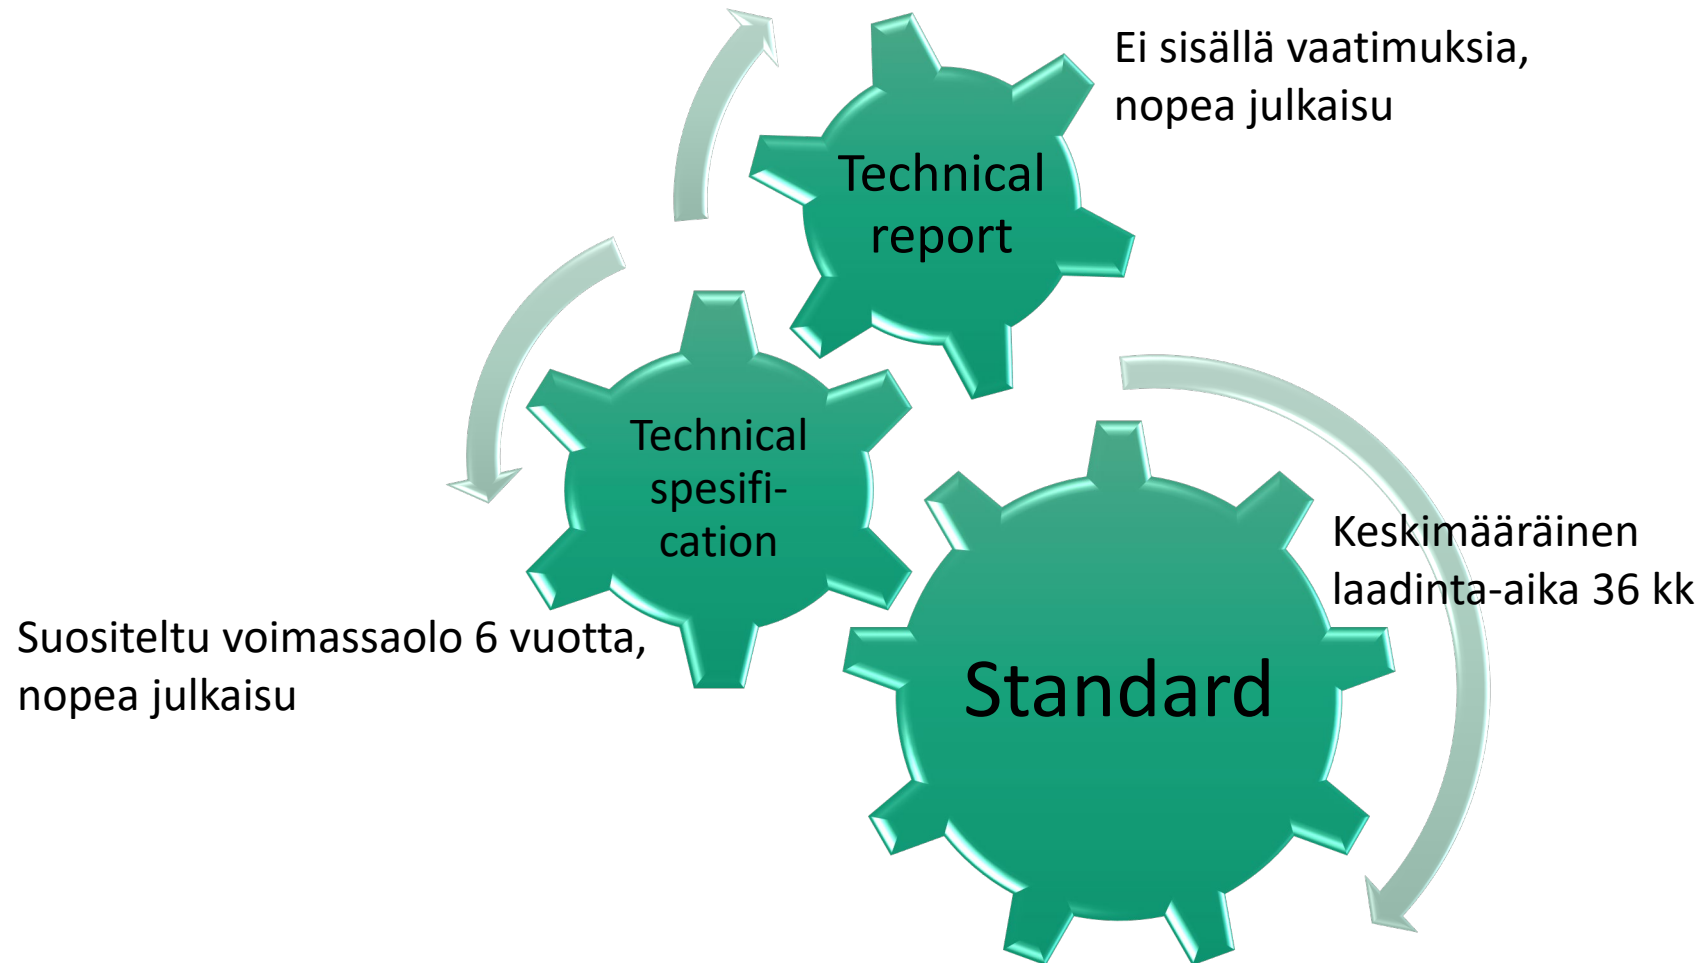 Ei sisällä vaatimuksia,
nopea julkaisu
Technical
report
Technical
spesifi-
cation
Suositeltu voimassaolo 6 vuotta,
nopea julkaisu
Keskimääräinen
laadinta-aika 36 kk
Standard